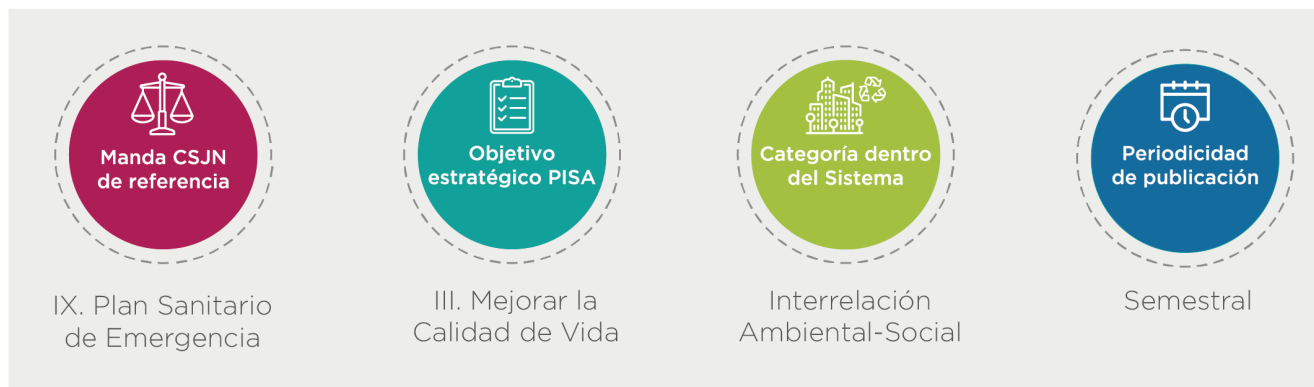 Manda CSJN
de referencia
IX. Plan Sanitario
de Emergencia
Objetivo
estratégico PISA
III. Mejorar la
Calidad de Vida
Categoría dentro
del Sistema
Interrelación
Ambiental-Social
Periodicidad
de publicación
Semestral